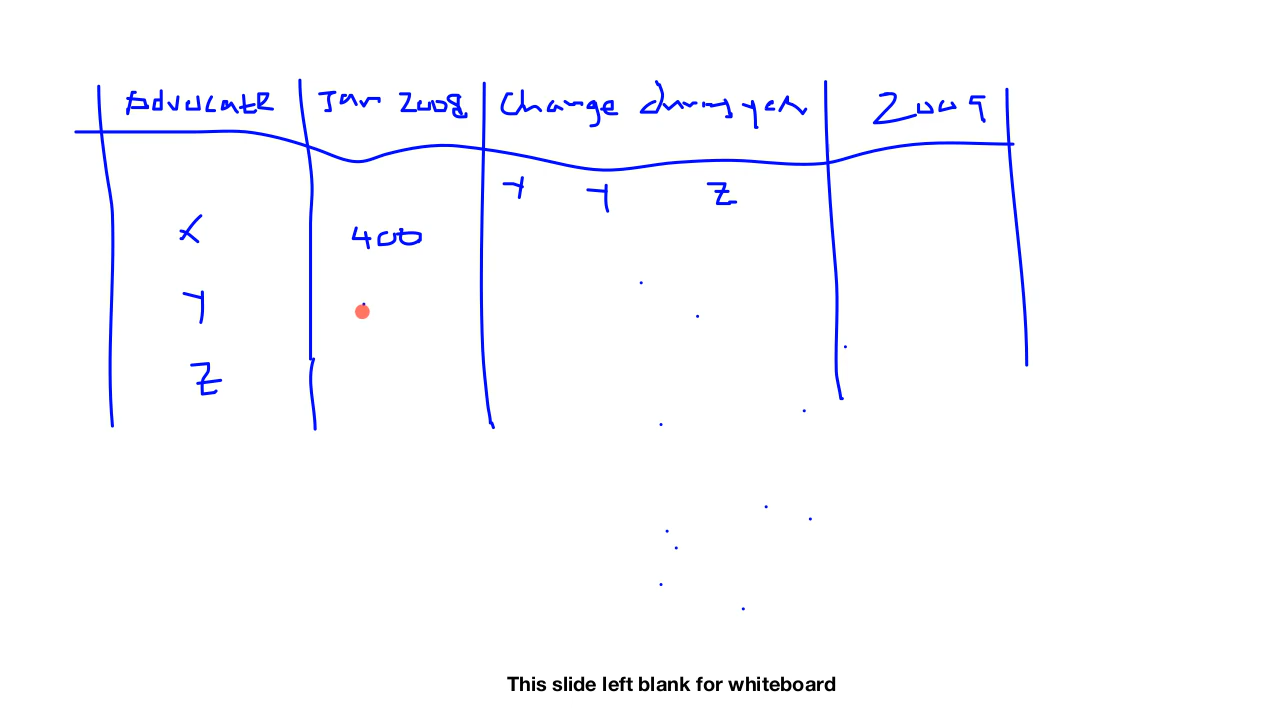 Advocate Jan 2008 Change during year 2009
Y Y Z
X 400
Y
Z
This slide left blank for whiteboard